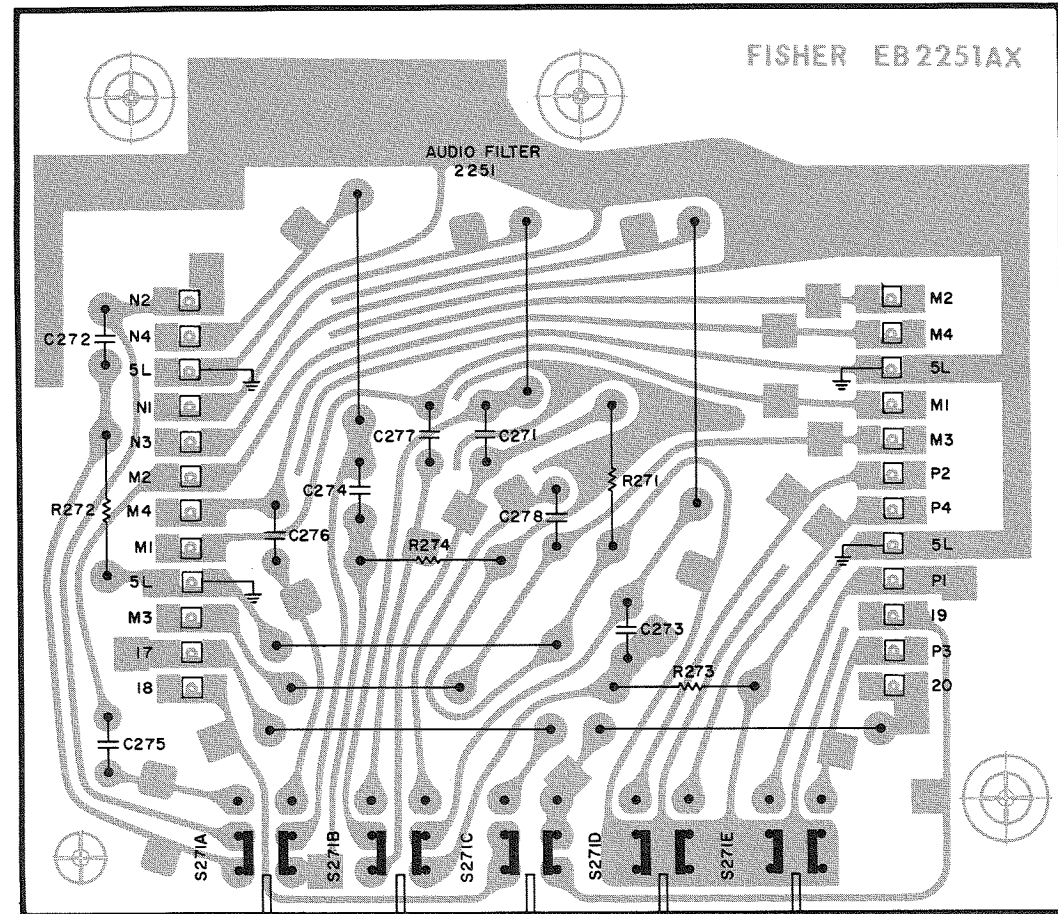 FISHER EB2251AX
AUDIO FILTER
2251
N2
C272
N4
5L
N1
N3
M2
R272
M4
M1
5L
M3
17
18
C275
C277
C271
C274
C276
R274
C278
R271
C273
R273
M2
M4
5L
M1
M3
P2
P4
5L
P1
19
P3
20
S271A
S271B
S271C
S271D
S271E